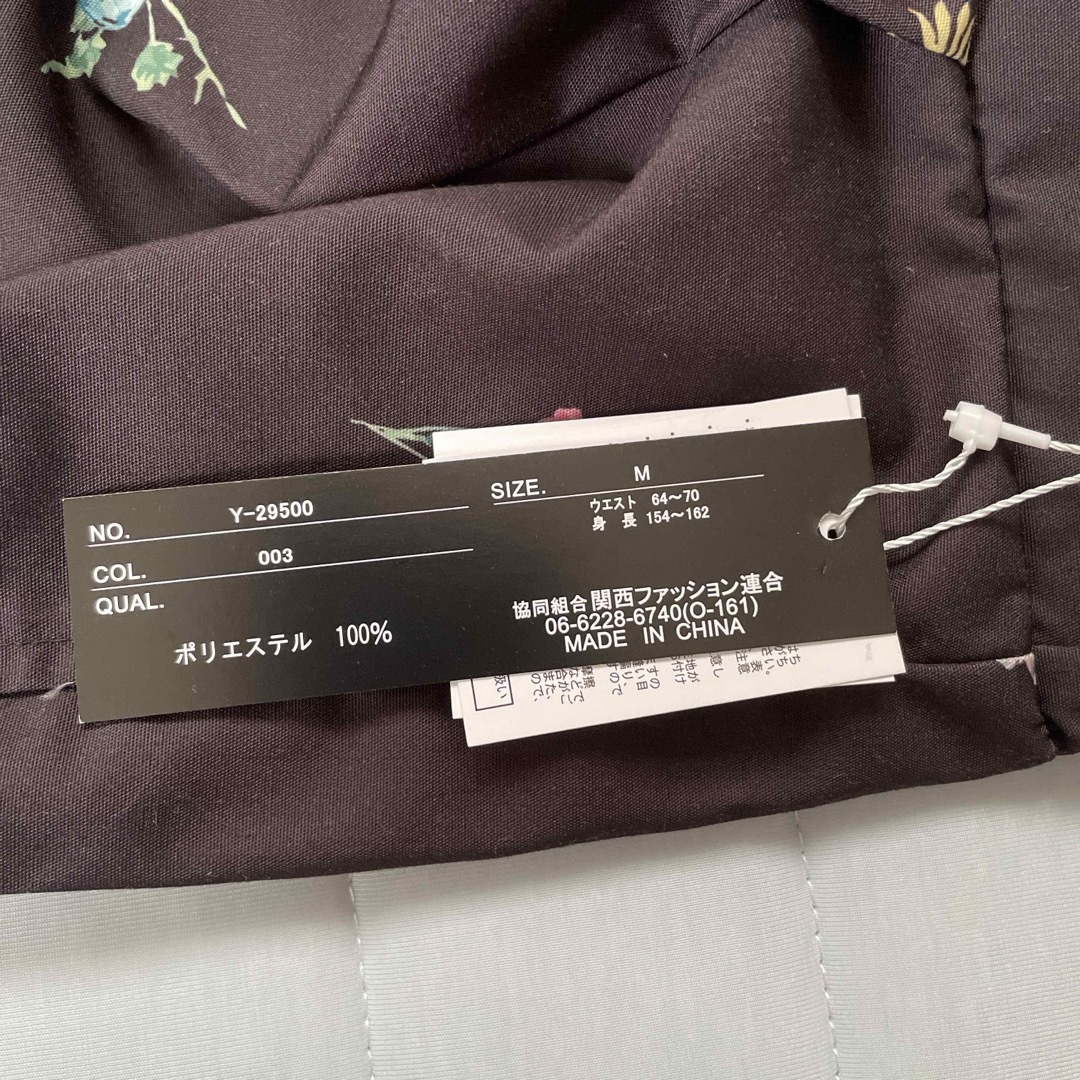 NO. Y-29500
COL. 003
QUAL.
ポリエステル 100%
SIZE. M
ウエスト 64〜70
身 長 154〜162
協同組合関西ファッション連合
06-6228-6740(O-161)
MADE IN CHINA